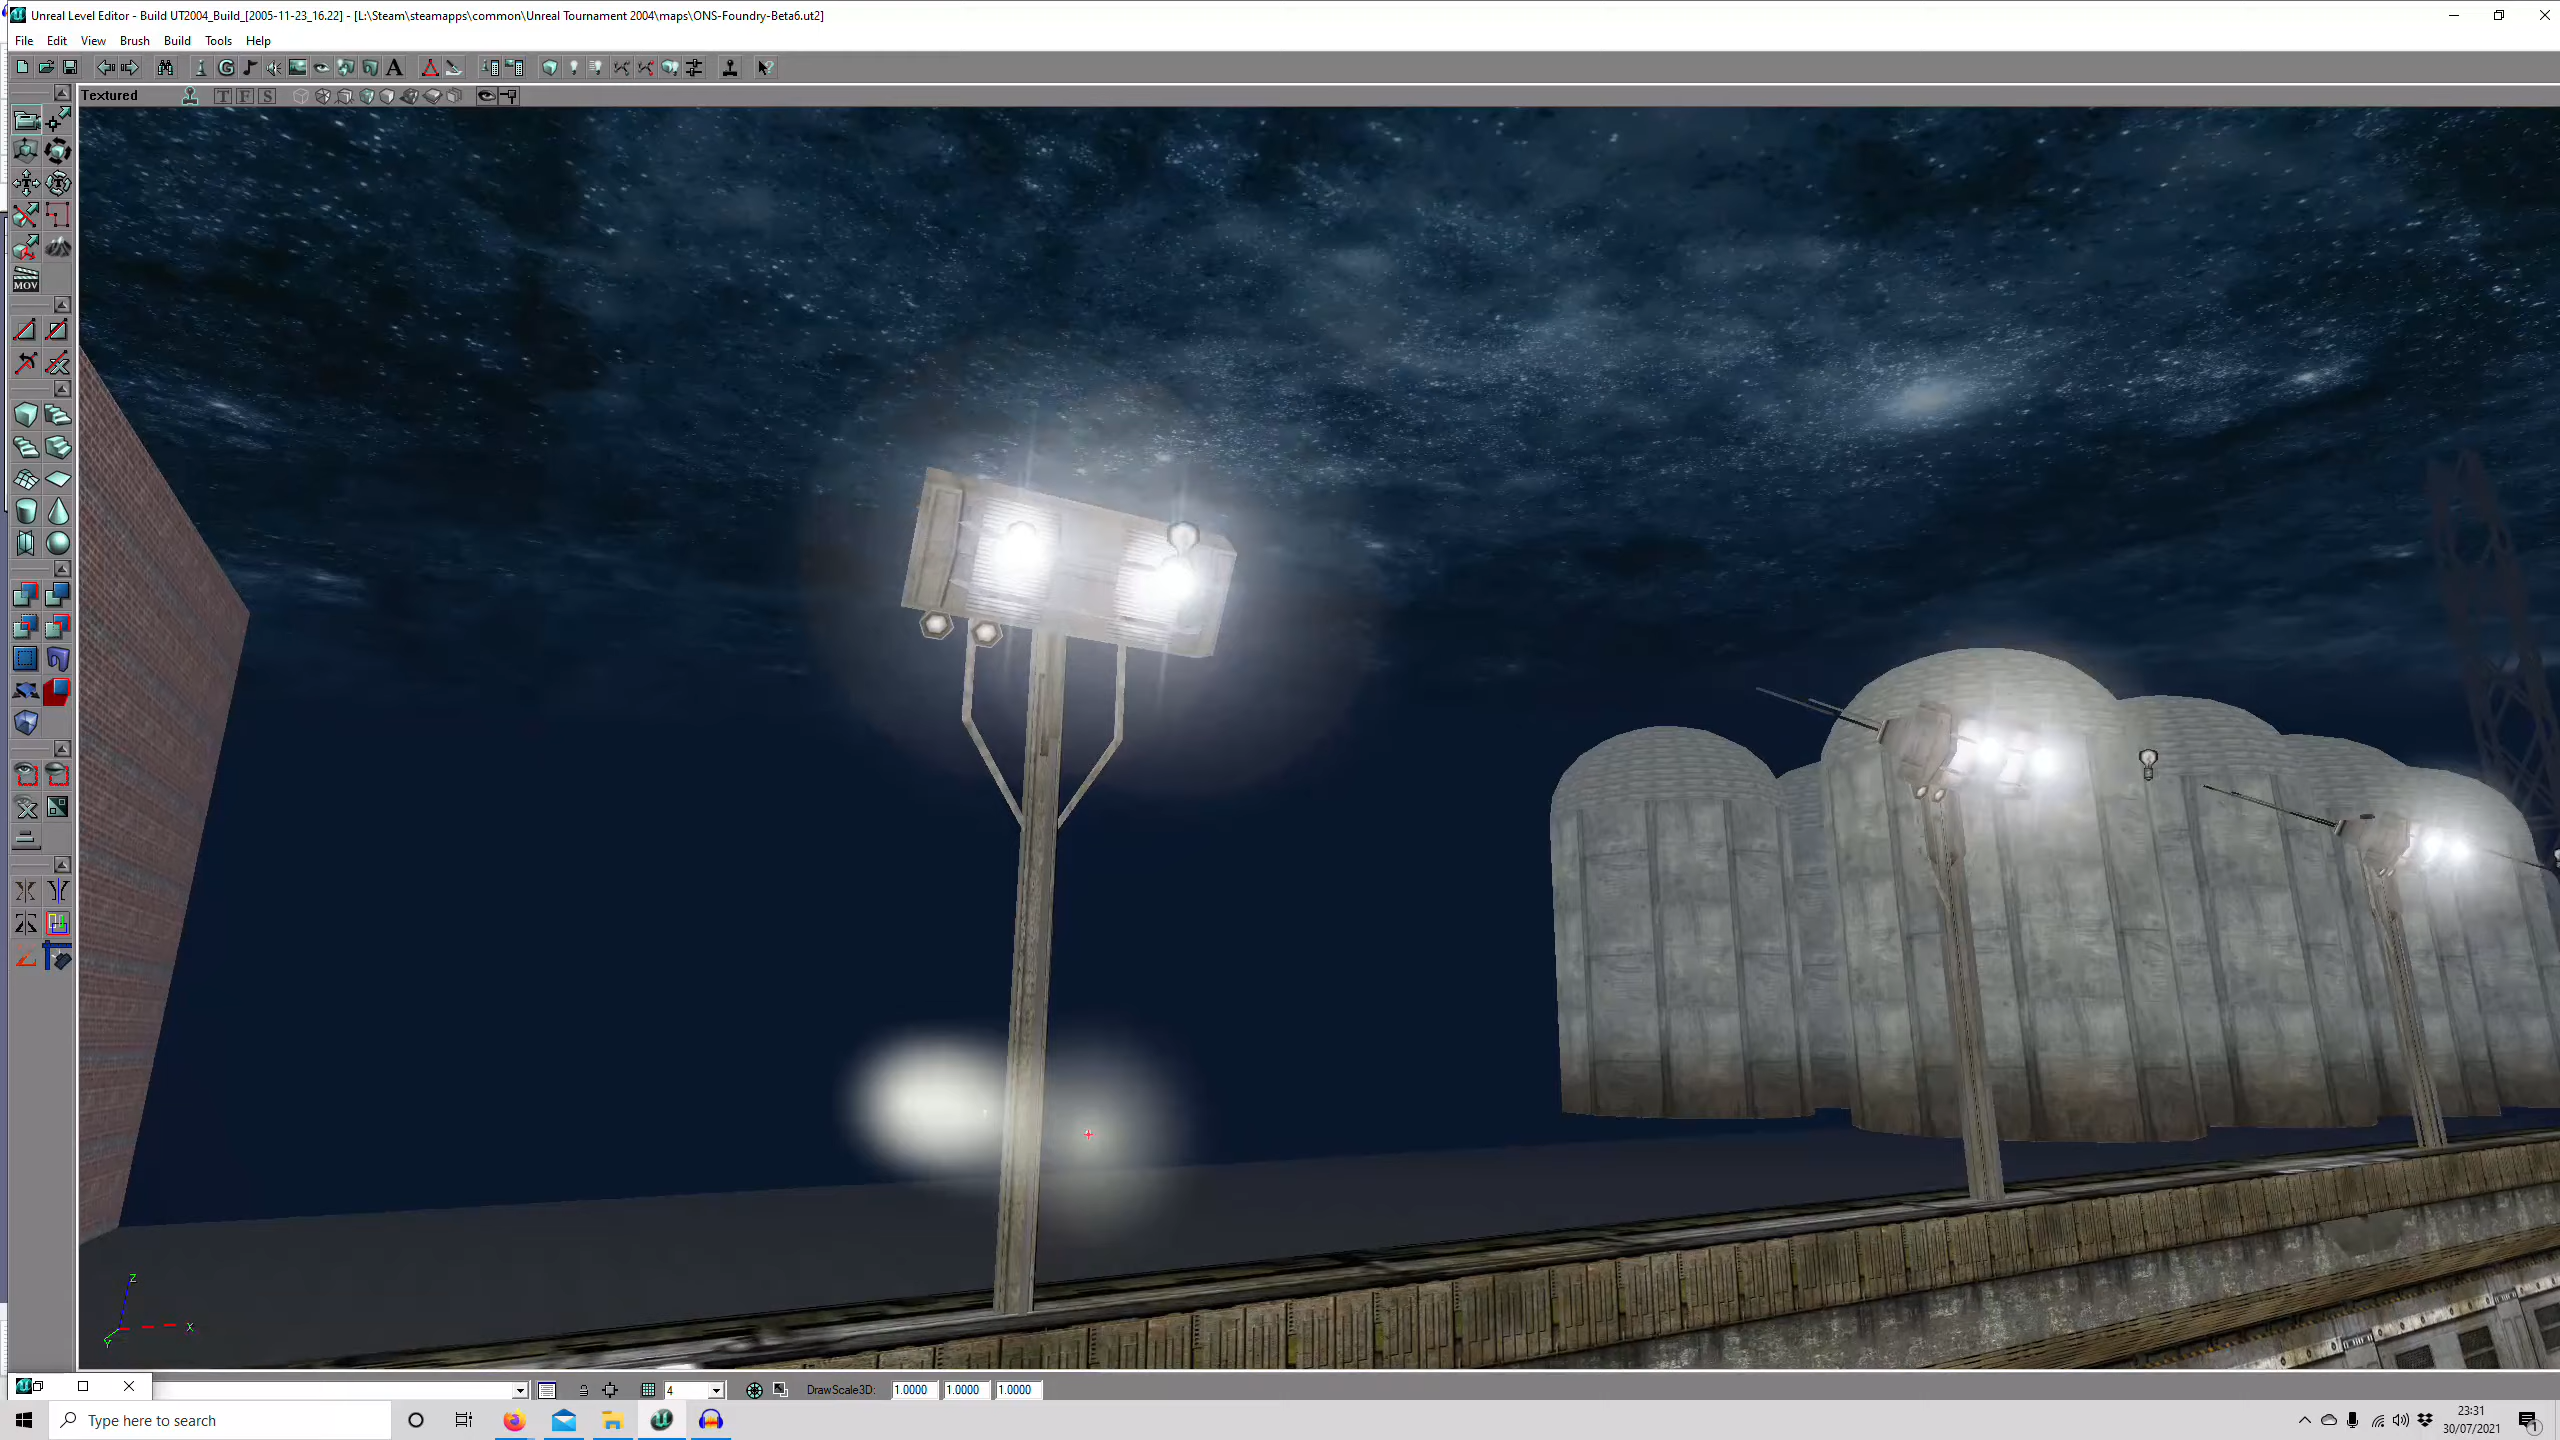 Unreal Level Editor - Build UT2004_Build_[2005-11-23_16.22] - [L:\Steam\steamapps\common\Unreal Tournament 2004\maps\ONS-Foundry-Beta6.ut2]
File Edit View Brush Build Tools Help
G A
Textured T F S
MOV
Z
X
Y
4 DrawScale3D: 1.0000 1.0000 1.0000
Type here to search
23:31
30/07/2021
1